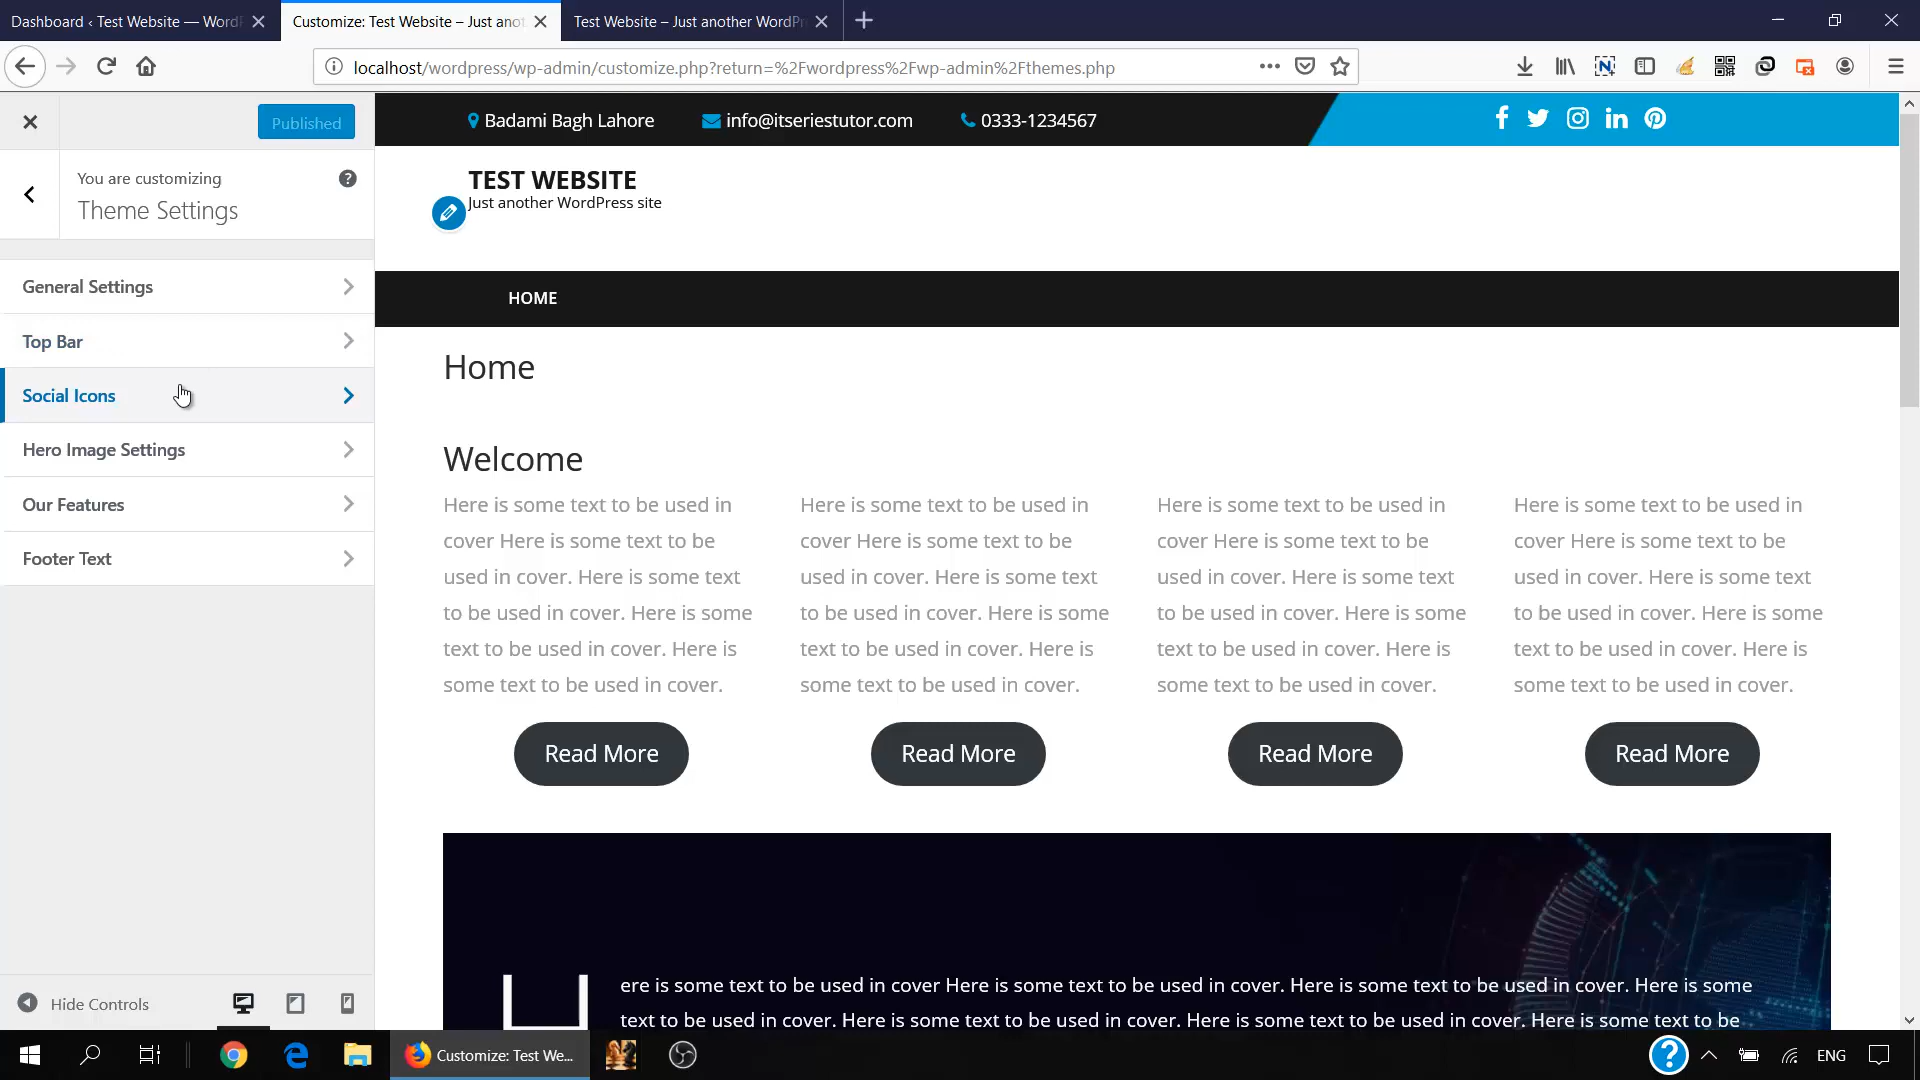 Dashboard ‹ Test Website — WordP
Customize: Test Website – Just anot
Test Website – Just another WordPr
localhost/wordpress/wp-admin/customize.php?return=%2Fwordpress%2Fwp-admin%2Fthemes.php
Published
You are customizing
Theme Settings
General Settings
Top Bar
Social Icons
Hero Image Settings
Our Features
Footer Text
Hide Controls
Badami Bagh Lahore info@itseriestutor.com 0333-1234567
TEST WEBSITE
Just another WordPress site
HOME
Home
Welcome
Here is some text to be used in
cover Here is some text to be
used in cover. Here is some text
to be used in cover. Here is some
text to be used in cover. Here is
some text to be used in cover.
Read More
Here is some text to be used in
cover Here is some text to be
used in cover. Here is some text
to be used in cover. Here is some
text to be used in cover. Here is
some text to be used in cover.
Read More
Here is some text to be used in
cover Here is some text to be
used in cover. Here is some text
to be used in cover. Here is some
text to be used in cover. Here is
some text to be used in cover.
Read More
Here is some text to be used in
cover Here is some text to be
used in cover. Here is some text
to be used in cover. Here is some
text to be used in cover. Here is
some text to be used in cover.
Read More
Here is some text to be used in cover Here is some text to be used in cover. Here is some text to be used in cover. Here is some
text to be used in cover. Here is some text to be used in cover. Here is some text to be
Customize: Test We...
ENG